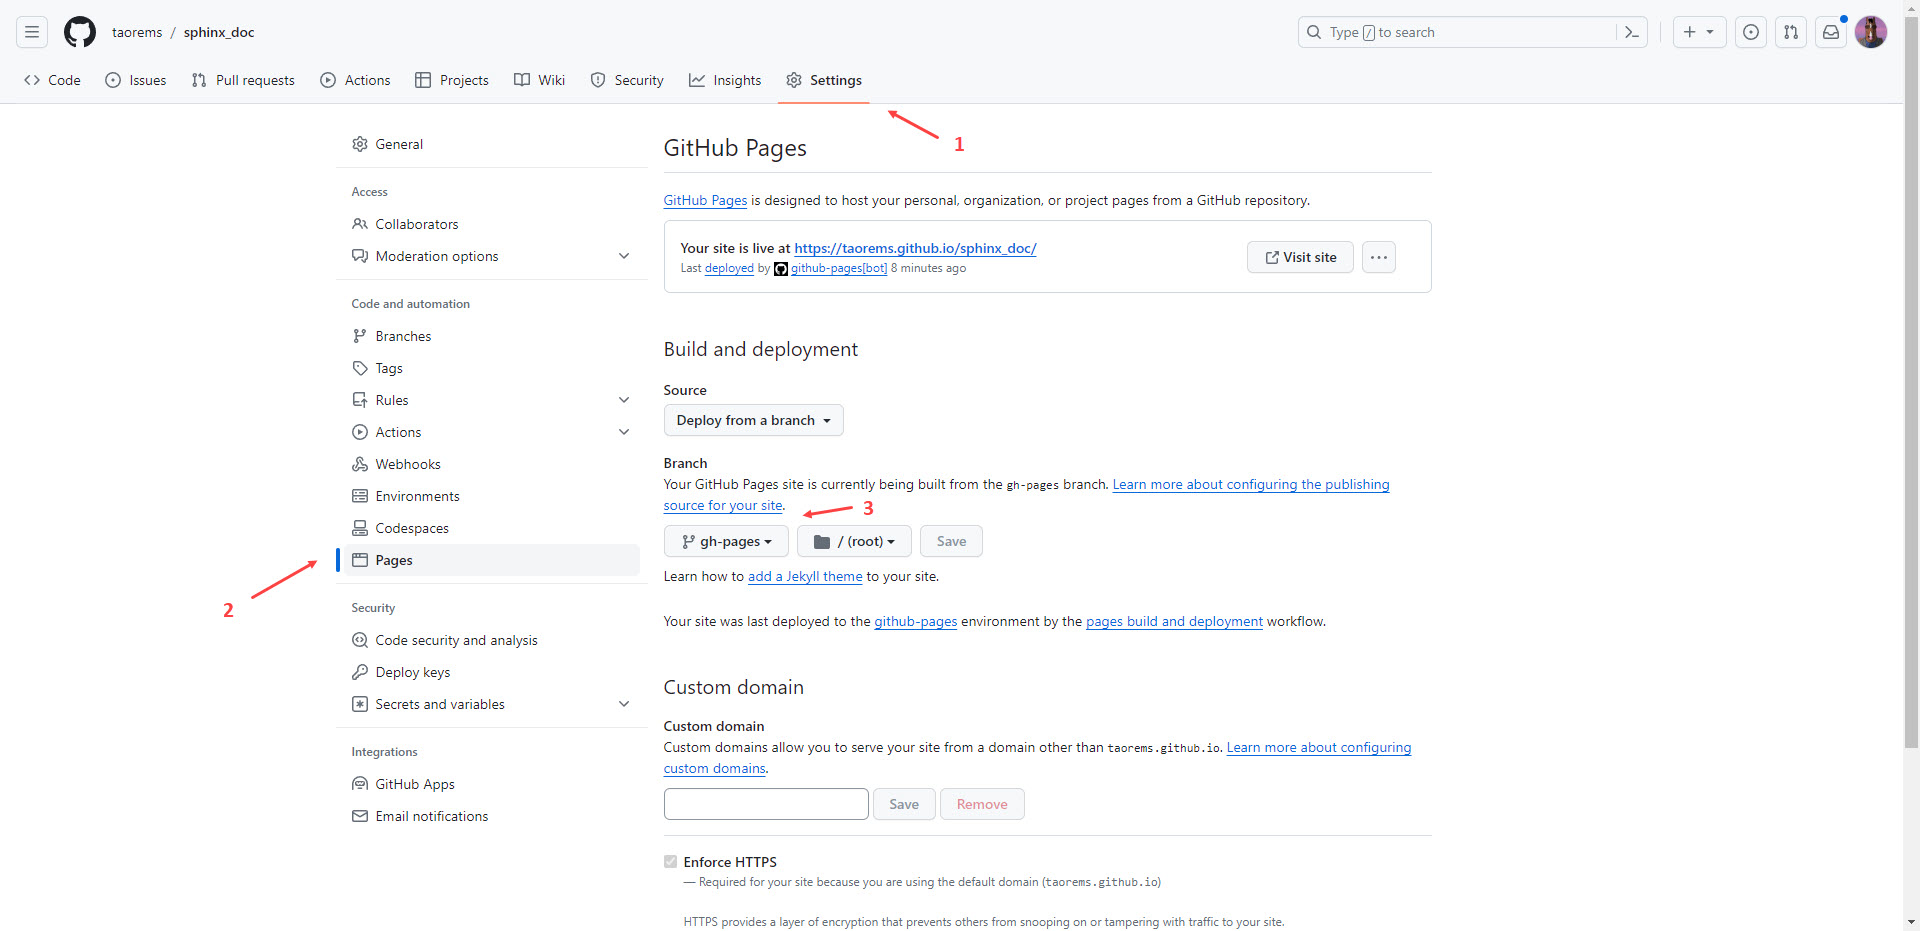 taorems / sphinx_doc
Type / to search
Code Issues Pull requests Actions Projects Wiki Security Insights Settings
1
General
Access
Collaborators
Moderation options
Code and automation
Branches
Tags
Rules
Actions
Webhooks
Environments
Codespaces
Pages
2
Security
Code security and analysis
Deploy keys
Secrets and variables
Integrations
GitHub Apps
Email notifications
GitHub Pages
GitHub Pages is designed to host your personal, organization, or project pages from a GitHub repository.
Your site is live at https://taorems.github.io/sphinx_doc/
Last deployed by github-pages[bot] 8 minutes ago
Visit site
Build and deployment
Source
Deploy from a branch
Branch
Your GitHub Pages site is currently being built from the gh-pages branch. Learn more about configuring the publishing
source for your site.
3
gh-pages / (root) Save
Learn how to add a Jekyll theme to your site.
Your site was last deployed to the github-pages environment by the pages build and deployment workflow.
Custom domain
Custom domain
Custom domains allow you to serve your site from a domain other than taorems.github.io. Learn more about configuring
custom domains.
Save Remove
Enforce HTTPS
— Required for your site because you are using the default domain (taorems.github.io)
HTTPS provides a layer of encryption that prevents others from snooping on or tampering with traffic to your site.